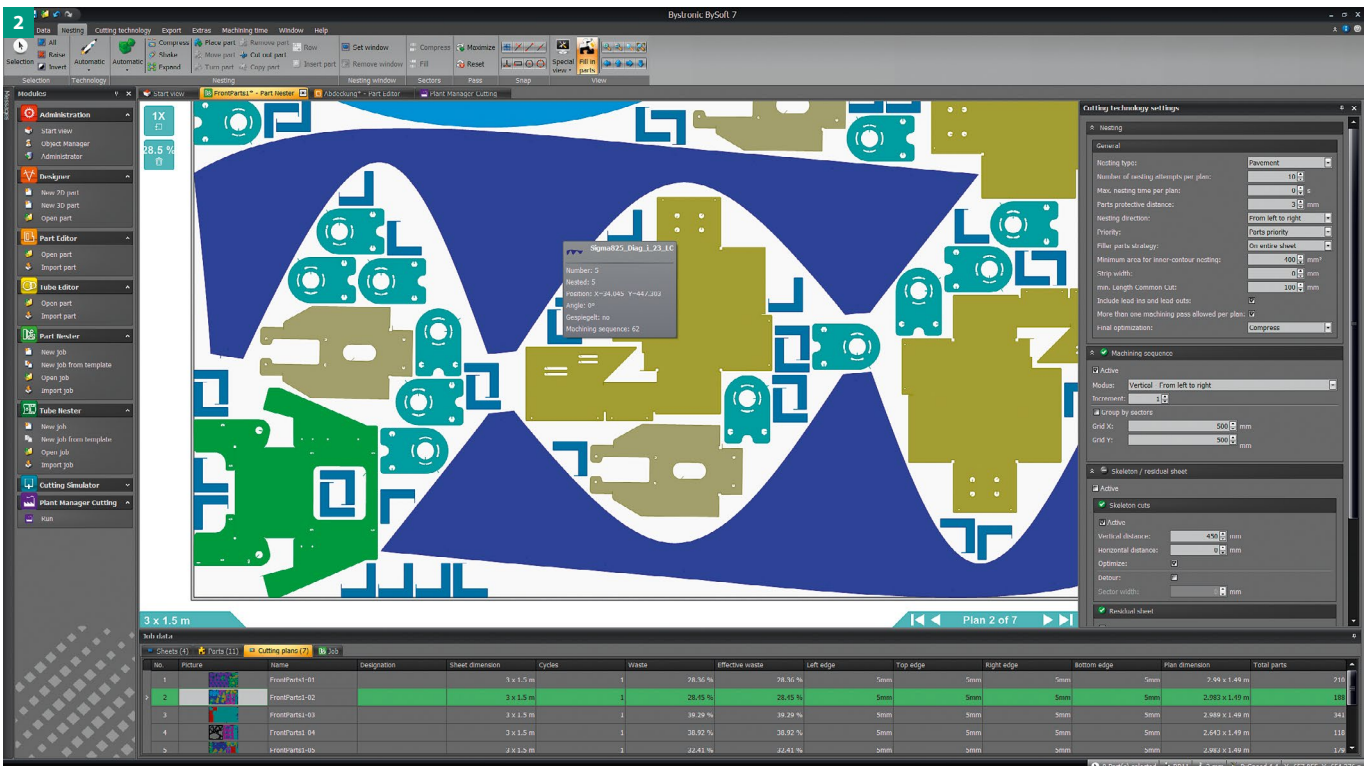 2
Bystronic BySoft 7
Data Nesting Cutting technology Export Extras Machining time Window Help
Selection
All
Raise
Invert
Automatic
Automatic
Compress
Shake
Expand
Place part
Move part
Turn part
Remove part
Cut out part
Copy part
Row
Insert part
Set window
Remove window
Compress
Fill
Maximize
Reset
Special view
Fill in parts
Selection Technology Nesting Nesting window Sectors Pass Snap View
Messages
Modules
Start view FrontParts1* - Part Nester Abdeckung* - Part Editor Plant Manager Cutting
Administration
Start view
Object Manager
Administrator
Designer
New 2D part
New 3D part
Open part
Part Editor
Open part
Import part
Tube Editor
Open part
Import part
Part Nester
New job
New job from template
Open job
Import job
Tube Nester
New job
New job from template
Open job
Import job
Cutting Simulator
Plant Manager Cutting
Run
1X
28.5 %
Sigma825_Diag_i_23_LC
Number: 5
Nested: 5
Position: X=34.045 Y=447.203
Angle: 0°
Gespiegelt: no
Machining sequence: 62
3 x 1.5 m
Plan 2 of 7
Cutting technology settings
Nesting
General
Nesting type: Pavement
Number of nesting attempts per plan: 10
Max. nesting time per plan: 0 s
Parts protective distance: 3 mm
Nesting direction: From left to right
Priority: Parts priority
Filler parts strategy: On entire sheet
Minimum area for inner-contour nesting: 400 mm²
Strip width: 0 mm
min. Length Common Cut: 100 mm
Include lead ins and lead outs:
More than one machining pass allowed per plan:
Final optimization: Compress
Machining sequence
Active
Modus: Vertical From left to right
Increment: 1
Group by sectors
Grid X: 500 mm
Grid Y: 500 mm
Skeleton / residual sheet
Active
Skeleton cuts
Active
Vertical distance: 450 mm
Horizontal distance: 0 mm
Optimize:
Detour:
Sector width: 0 mm
Residual sheet
Job data
Sheets (4) Parts (11) Cutting plans (7) Job
No. Picture Name Designation Sheet dimension Cycles Waste Effective waste Left edge Top edge Right edge Bottom edge Plan dimension Total parts
1 FrontParts1-01 3 x 1.5 m 1 28.36 % 28.36 % 5mm 5mm 5mm 5mm 2.99 x 1.49 m 210
2 FrontParts1-02 3 x 1.5 m 1 28.45 % 28.45 % 5mm 5mm 5mm 5mm 2.983 x 1.49 m 188
3 FrontParts1-03 3 x 1.5 m 1 39.29 % 39.29 % 5mm 5mm 5mm 5mm 2.989 x 1.49 m 341
4 FrontParts1-04 3 x 1.5 m 1 38.92 % 38.92 % 5mm 5mm 5mm 5mm 2.643 x 1.49 m 118
5 FrontParts1-05 3 x 1.5 m 1 32.41 % 32.41 % 5mm 5mm 5mm 5mm 2.983 x 1.49 m 179